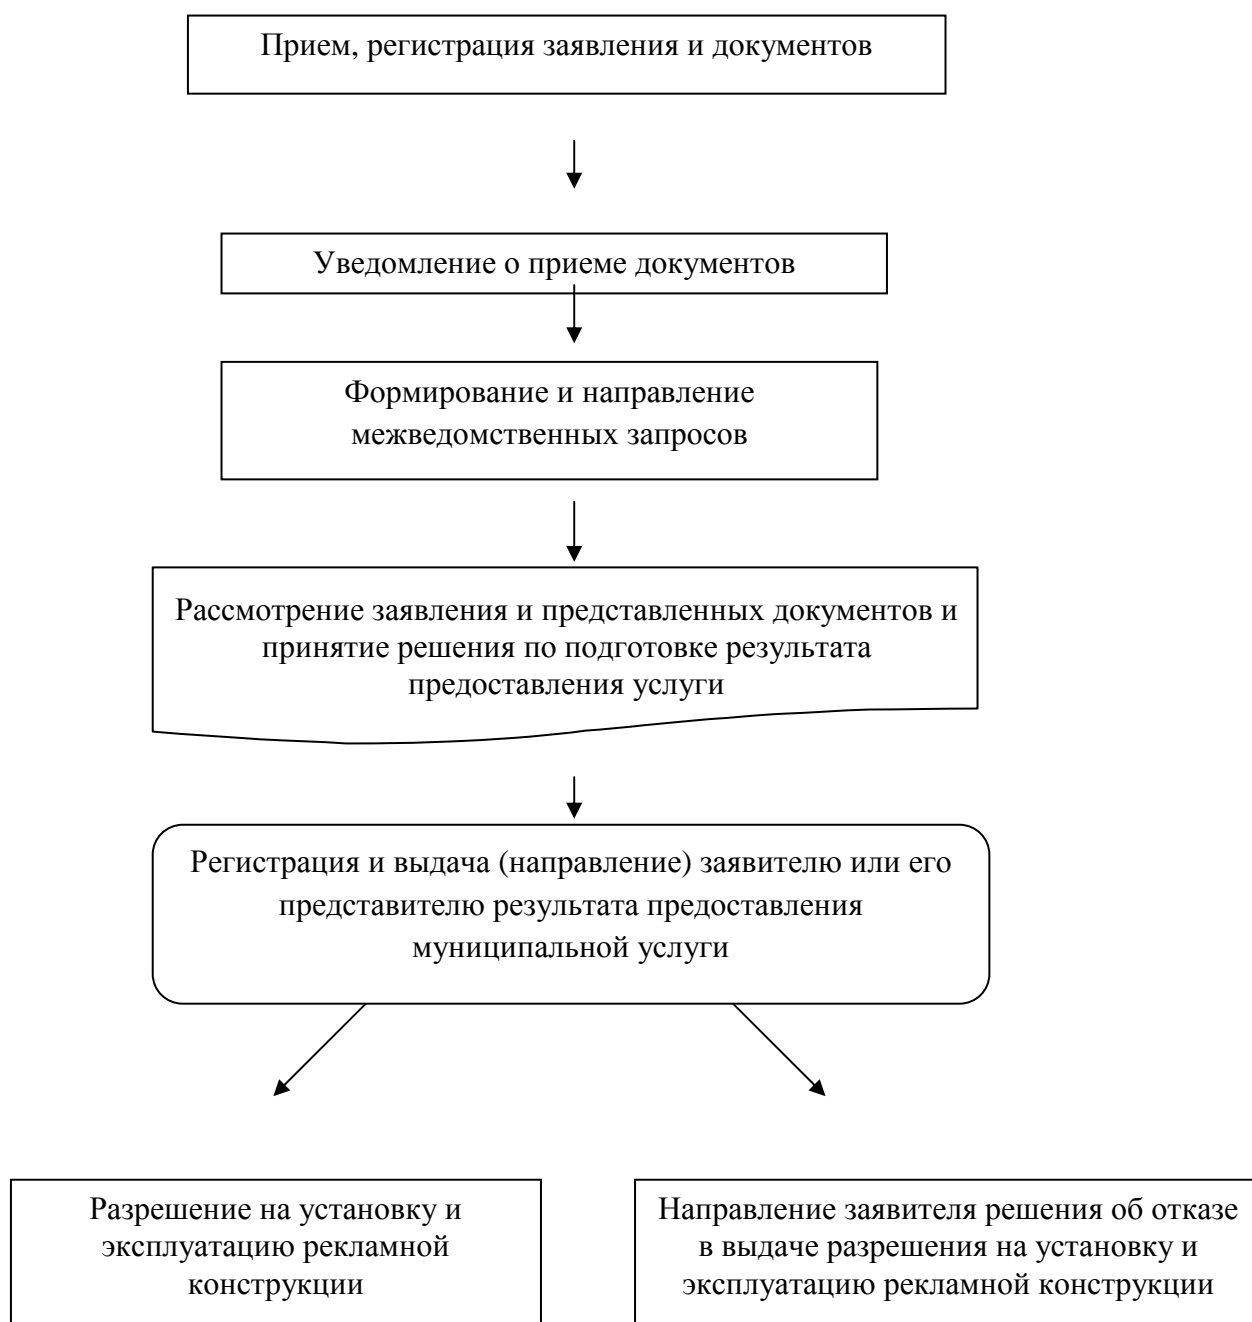 Прием, регистрация заявления и документов
Уведомление о приеме документов
Формирование и направление
межведомственных запросов
Рассмотрение заявления и представленных документов и
принятие решения по подготовке результата
предоставления услуги
Регистрация и выдача (направление) заявителю или его
представителю результата предоставления
муниципальной услуги
Разрешение на установку и
эксплуатацию рекламной
конструкции
Направление заявителя решения об отказе
в выдаче разрешения на установку и
эксплуатацию рекламной конструкции